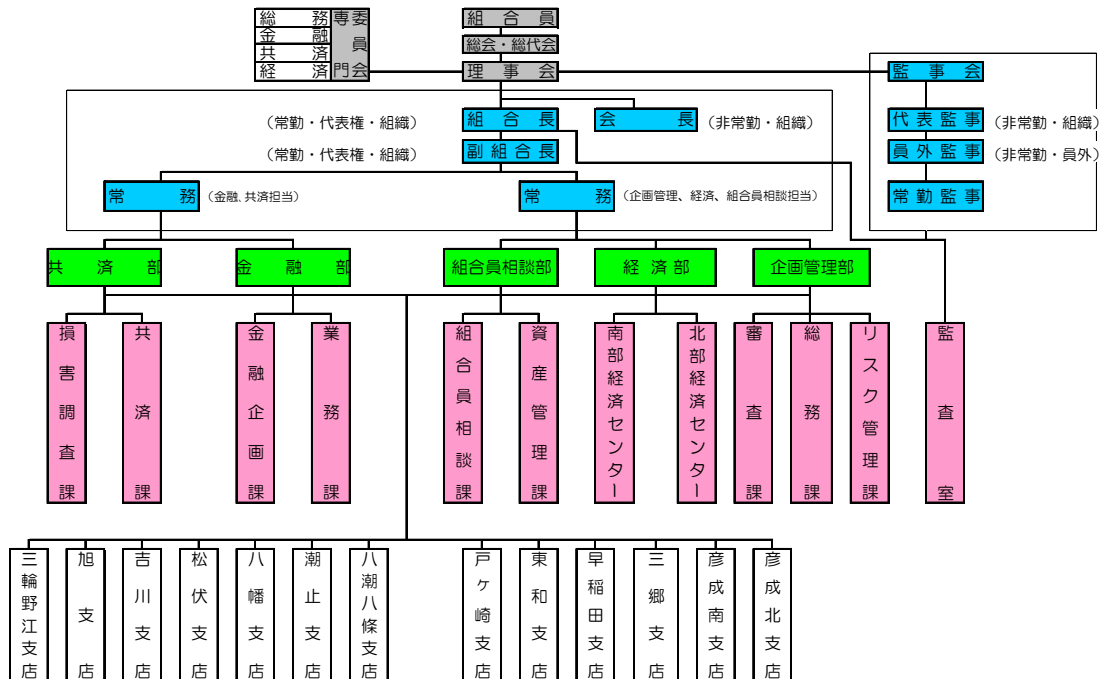 総務
金融
共済
経済
専門委員会
組合員
総会・総代会
理事会
監事会
(常勤・代表権・組織)
組合長
会長
(非常勤・組織)
代表監事
(非常勤・組織)
(常勤・代表権・組織)
副組合長
員外監事
(非常勤・員外)
常務
(金融、共済担当)
常務
(企画管理、経済、組合員相談担当)
常勤監事
共済部
金融部
組合員相談部
経済部
企画管理部
損害調査課
共済課
金融企画課
業務課
組合員相談課
資産管理課
南部経済センター
北部経済センター
審査課
総務課
リスク管理課
監査室
三輪野江支店
旭支店
吉川支店
松伏支店
八幡支店
潮止支店
八潮八條支店
戸ケ崎支店
東和支店
早稲田支店
三郷支店
彦成南支店
彦成北支店